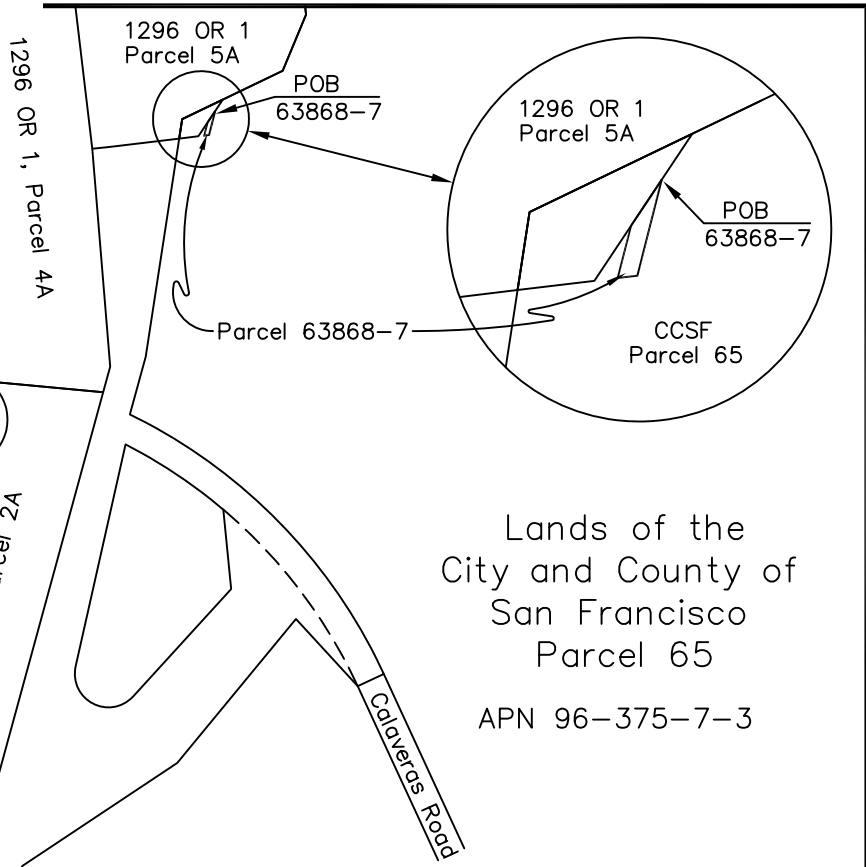 1296 OR 1
Parcel 5A
POB
63868-7
1296 OR 1, Parcel 4A
1296 OR 1
Parcel 5A
POB
63868-7
Parcel 63868-7
CCSF
Parcel 65
2A
Lands of the
City and County of
San Francisco
Parcel 65
APN 96-375-7-3
Calaveras Road